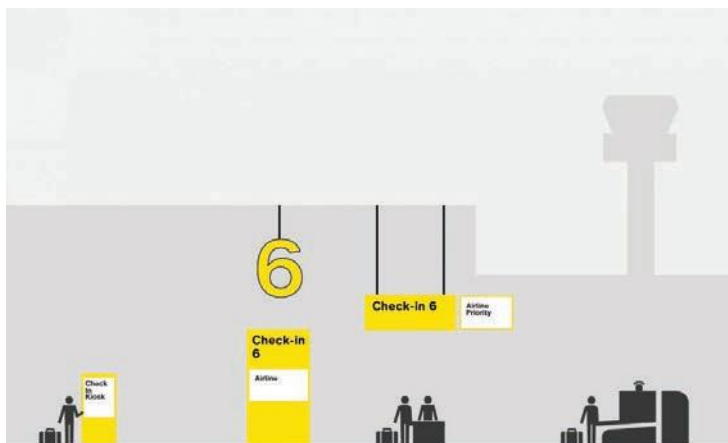 6
Check-in 6
Airline
Priority
Check-in
6
Airline
Check
In
Kiosk